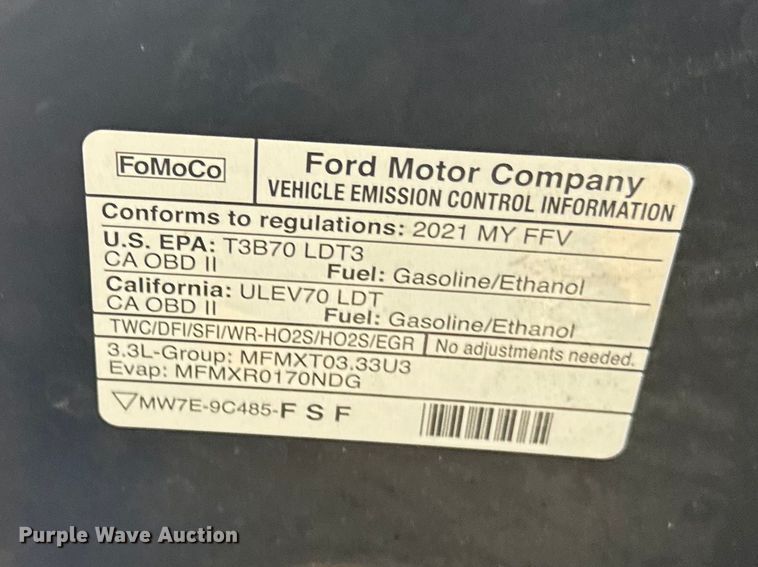 FoMoCo
Ford Motor Company
VEHICLE EMISSION CONTROL INFORMATION
Conforms to regulations: 2021 MY FFV
U.S. EPA: T3B70 LDT3
CA OBD II Fuel: Gasoline/Ethanol
California: ULEV70 LDT
CA OBD II Fuel: Gasoline/Ethanol
TWC/DFI/SFI/WR-HO2S/HO2S/EGR No adjustments needed.
3.3L-Group: MFMXT03.33U3
Evap: MFMXR0170NDG
▽MW7E-9C485-F S F
Purple Wave Auction